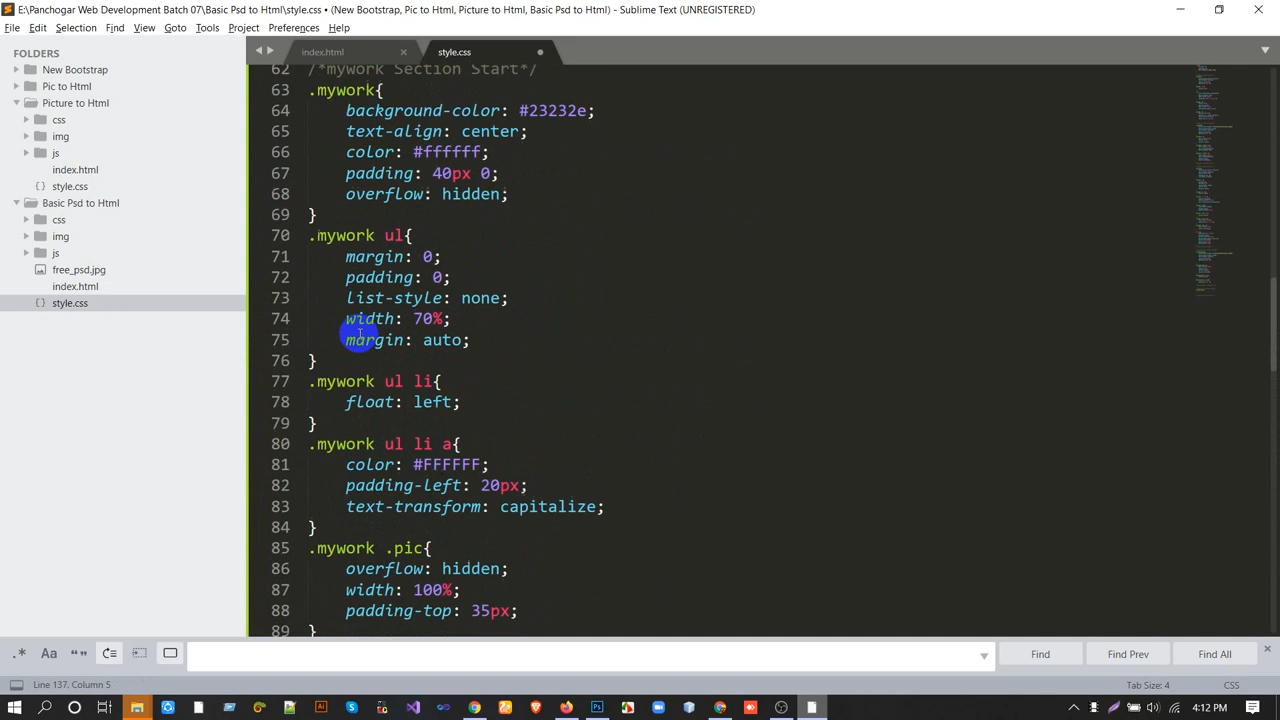 E:\Panchogar Web Development Batch 07\Basic Psd to Html\style.css • (New Bootstrap, Pic to Html, Picture to Html, Basic Psd to Html) - Sublime Text (UNREGISTERED)
File Edit Selection Find View Goto Tools Project Preferences Help
FOLDERS
New Bootstrap
Pic to Html
Picture to Html
css
img
js
index.html
style.css
Basic Psd to Html
css
img
js
free_psd.jpg
index.html
style.css
index.html style.css
62 /*mywork Section Start*/
63 .mywork{
64 background-color: #23232e;
65 text-align: center;
66 color: #ffffff;
67 padding: 40px 0;
68 overflow: hidden;
69 }
70 .mywork ul{
71 margin: 0;
72 padding: 0;
73 list-style: none;
74 width: 70%;
75 margin: auto;
76 }
77 .mywork ul li{
78 float: left;
79 }
80 .mywork ul li a{
81 color: #FFFFFF;
82 padding-left: 20px;
83 text-transform: capitalize;
84 }
85 .mywork .pic{
86 overflow: hidden;
87 width: 100%;
88 padding-top: 35px;
89 }
.* Aa “” Find Find Prev Find All
Line 137, Column 5 Tab Size: 4 CSS
4:12 PM